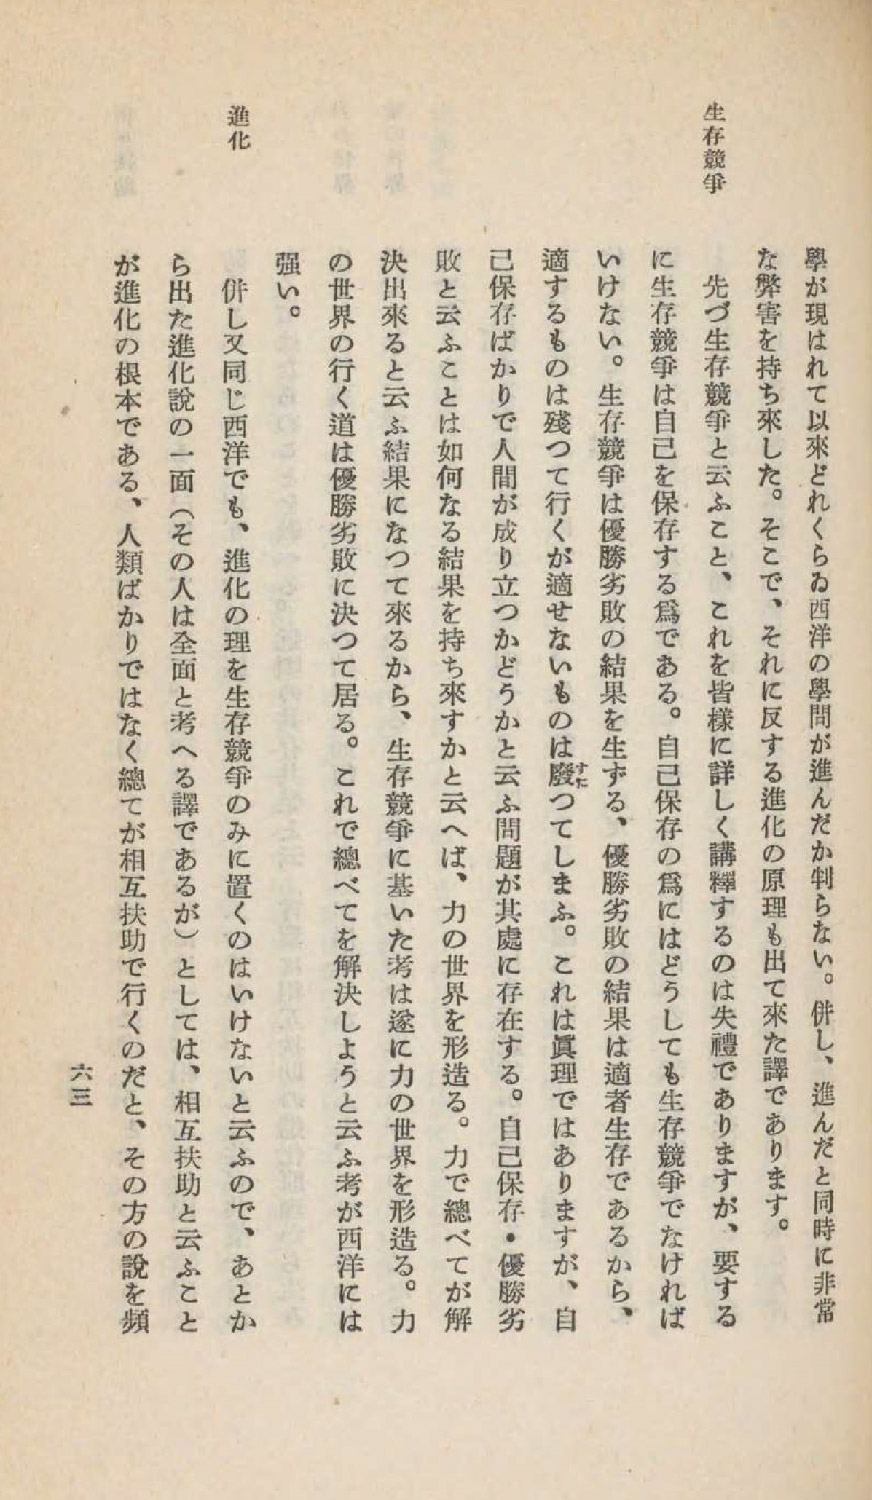 學が現はれて以來どれくらゐ西洋の學問が進んだか判らない。併し、進んだと同時に非常
な弊害を持ち來した。そこで、それに反する進化の原理も出て來た譯であります。
生存競爭
先づ生存競爭と云ふこと、これを皆樣に詳しく講釋するのは失禮でありますが、要する
に生存競爭は自己を保存する爲である。自己保存の爲にはどうしても生存競爭でなければ
いけない。生存競爭は優勝劣敗の結果を生ずる、優勝劣敗の結果は適者生存であるから、
適するものは殘つて行くが適せないものは廢つてしまふ。これは眞理ではありますが、自
すた
己保存ばかりで人間が成り立つかどうかと云ふ問題が其處に存在する。自己保存・優勝劣
敗と云ふことは如何なる結果を持ち來すかと云へば、力の世界を形造る。力で總べてが解
決出來ると云ふ結果になつて來るから、生存競爭に基いた考は遂に力の世界を形造る。力
の世界の行く道は優勝劣敗に決つて居る。これで總べてを解決しようと云ふ考が西洋には
强い。
進化
併し又同じ西洋でも、進化の理を生存競爭のみに置くのはいけないと云ふので、あとか
ら出た進化說の一面（その人は全面と考へる譯であるが）としては、相互扶助と云ふこと
が進化の根本である、人類ばかりではなく總てが相互扶助で行くのだと、その方の說を頻
六三